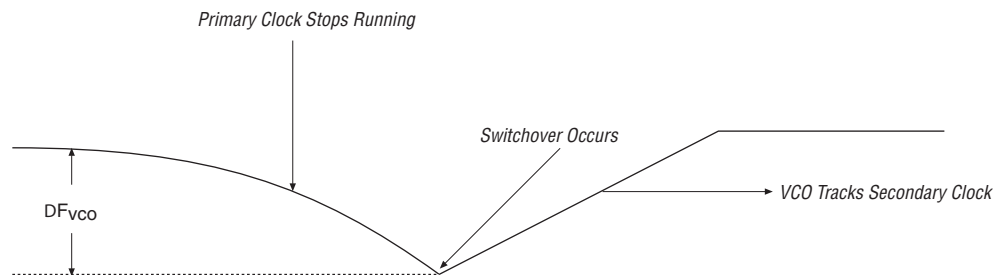 Primary Clock Stops Running
Switchover Occurs
VCO Tracks Secondary Clock
DFvco